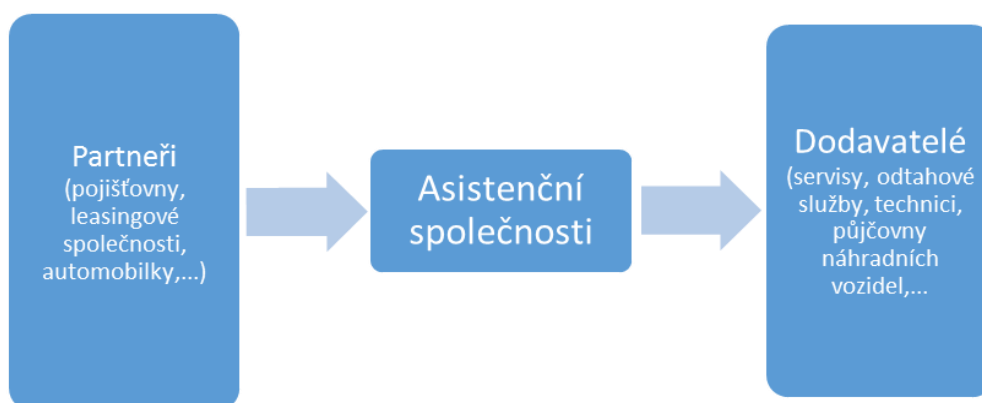 Partneři
(pojišťovny,
leasingové
společnosti,
automobilky,...)
Asistenční
společnosti
Dodavatelé
(servisy, odtahové
služby, technici,
půjčovny
náhradních
vozidel,...